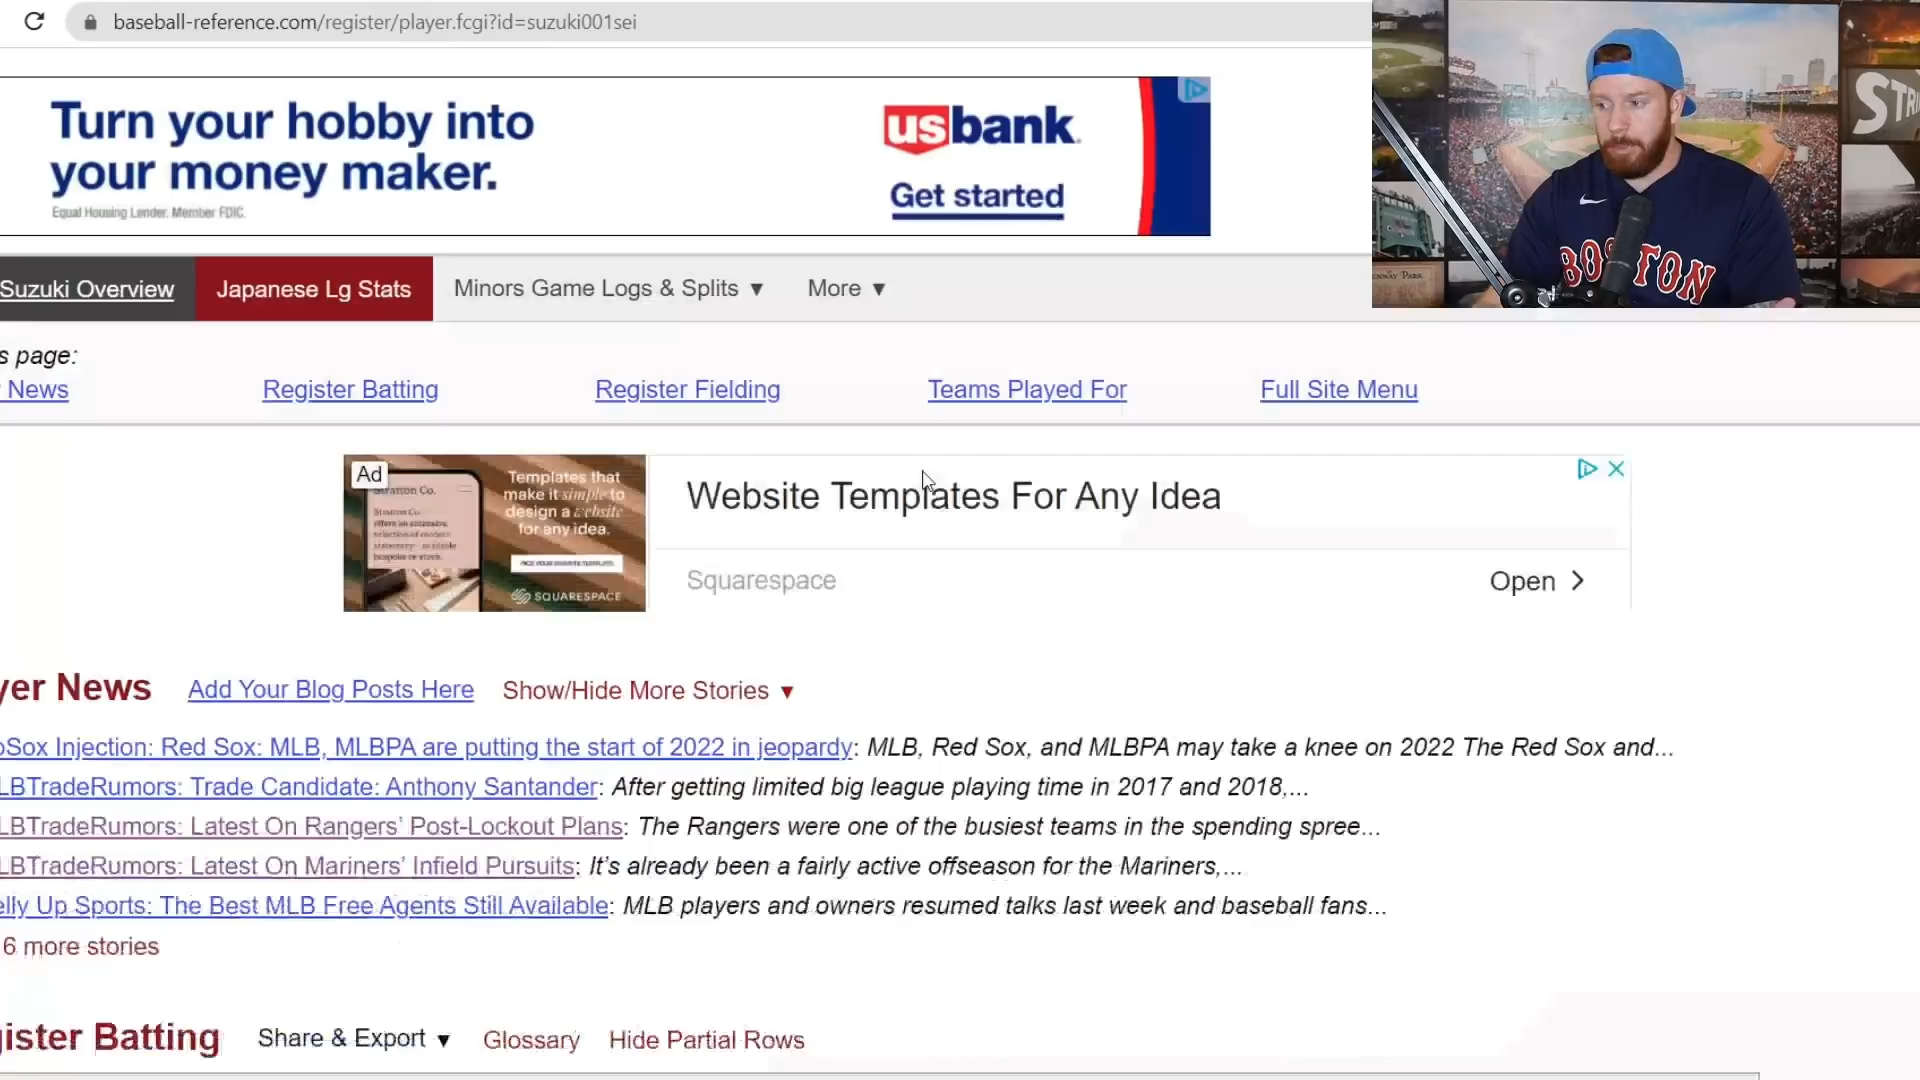 baseball-reference.com/register/player.fcgi?id=suzuki001sei
Turn your hobby into
your money maker.
Equal Housing Lender. Member FDIC.
usbank.
Get started
STR
BOSTON
Suzuki Overview
Japanese Lg Stats
Minors Game Logs & Splits ▼
More ▼
s page:
News
Register Batting
Register Fielding
Teams Played For
Full Site Menu
Ad
Stratton Co.
Templates that
make it simple to
design a website
for any idea.
SQUARESPACE
Website Templates For Any Idea
Squarespace
Open
yer News
Add Your Blog Posts Here
Show/Hide More Stories ▼
oSox Injection: Red Sox: MLB, MLBPA are putting the start of 2022 in jeopardy: MLB, Red Sox, and MLBPA may take a knee on 2022 The Red Sox and...
LBTradeRumors: Trade Candidate: Anthony Santander: After getting limited big league playing time in 2017 and 2018,...
LBTradeRumors: Latest On Rangers' Post-Lockout Plans: The Rangers were one of the busiest teams in the spending spree...
LBTradeRumors: Latest On Mariners' Infield Pursuits: It's already been a fairly active offseason for the Mariners,...
elly Up Sports: The Best MLB Free Agents Still Available: MLB players and owners resumed talks last week and baseball fans...
6 more stories
gister Batting
Share & Export ▼
Glossary
Hide Partial Rows